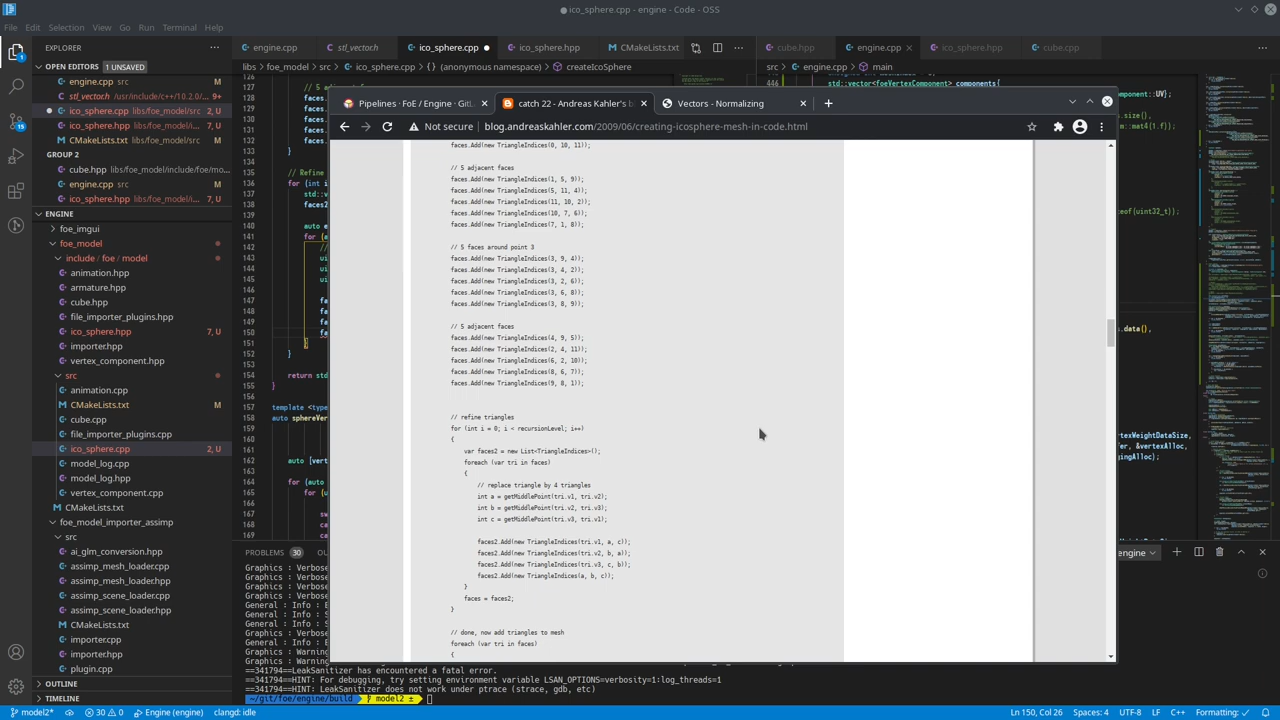 ico_sphere.cpp - engine - Code - OSS
File Edit Selection View Go Run Terminal Help
EXPLORER
engine.cpp
stl_vector.h
ico_sphere.cpp
ico_sphere.hpp
CMakeLists.txt
cube.hpp
engine.cpp
ico_sphere.hpp
cube.cpp
OPEN EDITORS 1 UNSAVED
libs > foe_model > src > ico_sphere.cpp > {} (anonymous namespace) > createIcoSphere
src > engine.cpp > main
engine.cpp src M
stl_vector.h /usr/include/c++/10.2.0/... 9+
ico_sphere.cpp libs/foe_model/src 2, U
ico_sphere.hpp libs/foe_model/i... 7, U
CMakeLists.txt libs/foe_model/src M
GROUP 2
cube.hpp libs/foe_model/include/foe/mo...
engine.cpp src M
ico_sphere.hpp libs/foe_model/i... 7, U
ENGINE
foe_imgui
foe_model
include / foe / model
animation.hpp
armature.hpp
cube.hpp
file_importer_plugins.hpp
ico_sphere.hpp 7, U
importer.hpp
vertex_component.hpp
src
animation.cpp
CMakeLists.txt M
cube.cpp
file_importer_plugins.cpp
ico_sphere.cpp 2, U
model_log.cpp
model_log.hpp
vertex_component.cpp
CMakeLists.txt
foe_model_importer_assimp
src
ai_glm_conversion.hpp
assimp_mesh_loader.cpp
assimp_mesh_loader.hpp
assimp_scene_loader.cpp
assimp_scene_loader.hpp
CMakeLists.txt
importer.cpp
importer.hpp
plugin.cpp
OUTLINE
TIMELINE
446 std::vector<foeVertexComponent> components{
Pipelines · FoE / Engine · GitL
catch 22 - Andreas Kahler's b
Vectors - Normalizing
Not secure blog.andreaskahler.com/2009/06/creating-icosphere-mesh-in-code.html
faces.Add(new TriangleIndices(0, 10, 11));
// 5 adjacent faces
faces.Add(new TriangleIndices(1, 5, 9));
faces.Add(new TriangleIndices(5, 11, 4));
faces.Add(new TriangleIndices(11, 10, 2));
faces.Add(new TriangleIndices(10, 7, 6));
faces.Add(new TriangleIndices(7, 1, 8));
// 5 faces around point 3
faces.Add(new TriangleIndices(3, 9, 4));
faces.Add(new TriangleIndices(3, 4, 2));
faces.Add(new TriangleIndices(3, 2, 6));
faces.Add(new TriangleIndices(3, 6, 8));
faces.Add(new TriangleIndices(3, 8, 9));
// 5 adjacent faces
faces.Add(new TriangleIndices(4, 9, 5));
faces.Add(new TriangleIndices(2, 4, 11));
faces.Add(new TriangleIndices(6, 2, 10));
faces.Add(new TriangleIndices(8, 6, 7));
faces.Add(new TriangleIndices(9, 8, 1));
// refine triangles
for (int i = 0; i < recursionLevel; i++)
{
var faces2 = new List<TriangleIndices>();
foreach (var tri in faces)
{
// replace triangle by 4 triangles
int a = getMiddlePoint(tri.v1, tri.v2);
int b = getMiddlePoint(tri.v2, tri.v3);
int c = getMiddlePoint(tri.v3, tri.v1);
faces2.Add(new TriangleIndices(tri.v1, a, c));
faces2.Add(new TriangleIndices(tri.v2, b, a));
faces2.Add(new TriangleIndices(tri.v3, c, b));
faces2.Add(new TriangleIndices(a, b, c));
}
faces = faces2;
}
// done, now add triangles to mesh
foreach (var tri in faces)
{
PROBLEMS 30 OU
engine
==341794==LeakSanitizer has encountered a fatal error.
==341794==HINT: For debugging, try setting environment variable LSAN_OPTIONS=verbosity=1:log_threads=1
==341794==HINT: LeakSanitizer does not work under ptrace (strace, gdb, etc)
~/git/foe/engine/build model2 ±
model2* 30 0 Engine (engine) clangd: idle Ln 150, Col 26 Spaces: 4 UTF-8 LF C++ Formatting: ✓